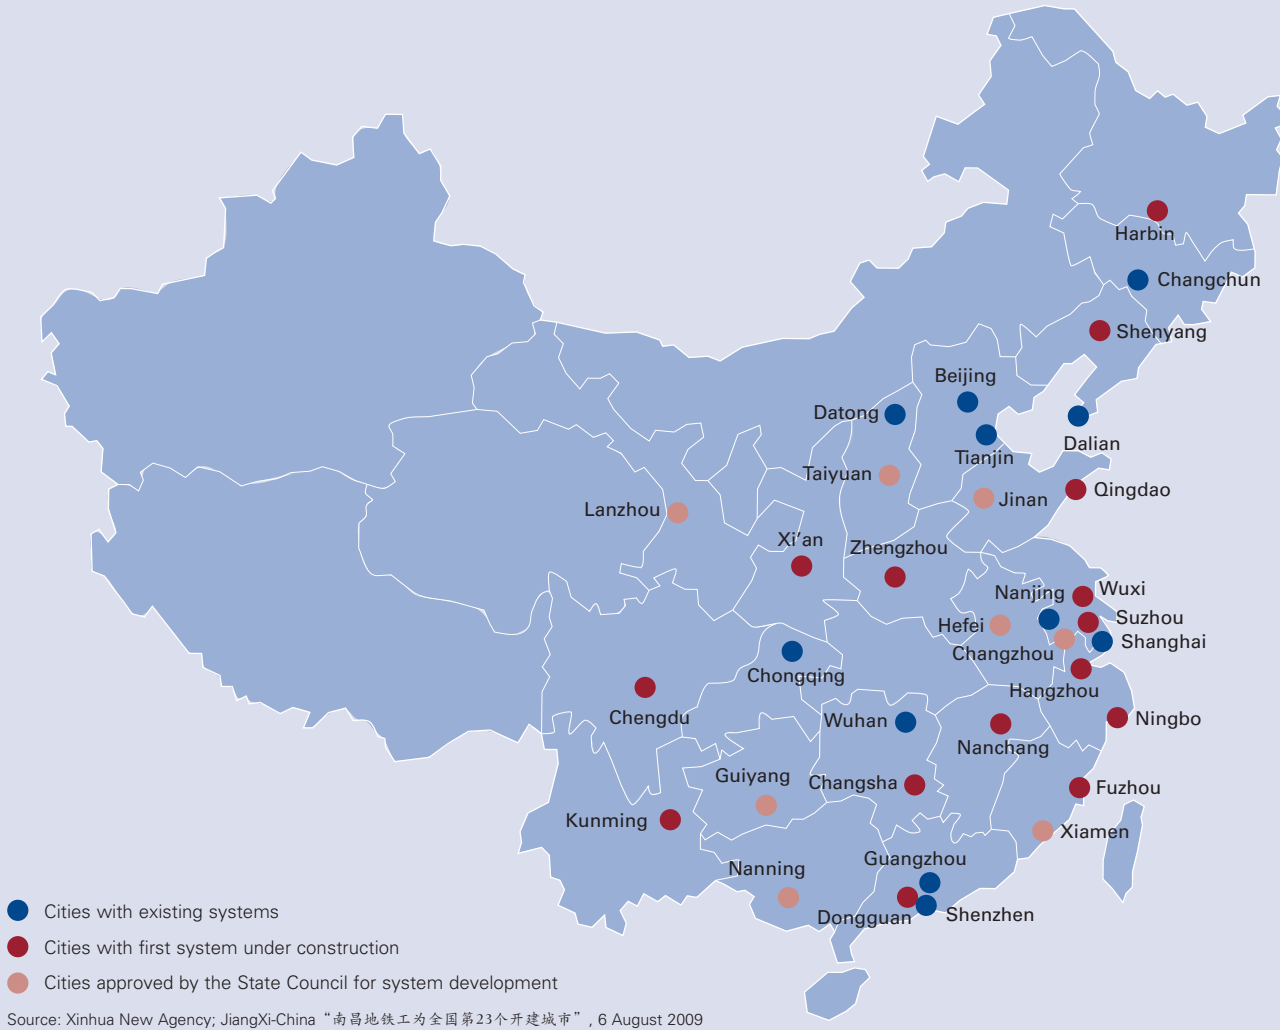 Harbin
Changchun
Shenyang
Beijing
Datong
Dalian
Tianjin
Taiyuan
Qingdao
Jinan
Lanzhou
Xi'an
Zhengzhou
Nanjing
Wuxi
Suzhou
Hefei
Shanghai
Changzhou
Chongqing
Hangzhou
Chengdu
Wuhan
Ningbo
Nanchang
Guiyang
Changsha
Fuzhou
Kunming
Xiamen
Guangzhou
Nanning
Dongguan
Shenzhen
Cities with existing systems
Cities with first system under construction
Cities approved by the State Council for system development
Source: Xinhua New Agency; JiangXi-China “南昌地铁工为全国第23个开建城市”, 6 August 2009